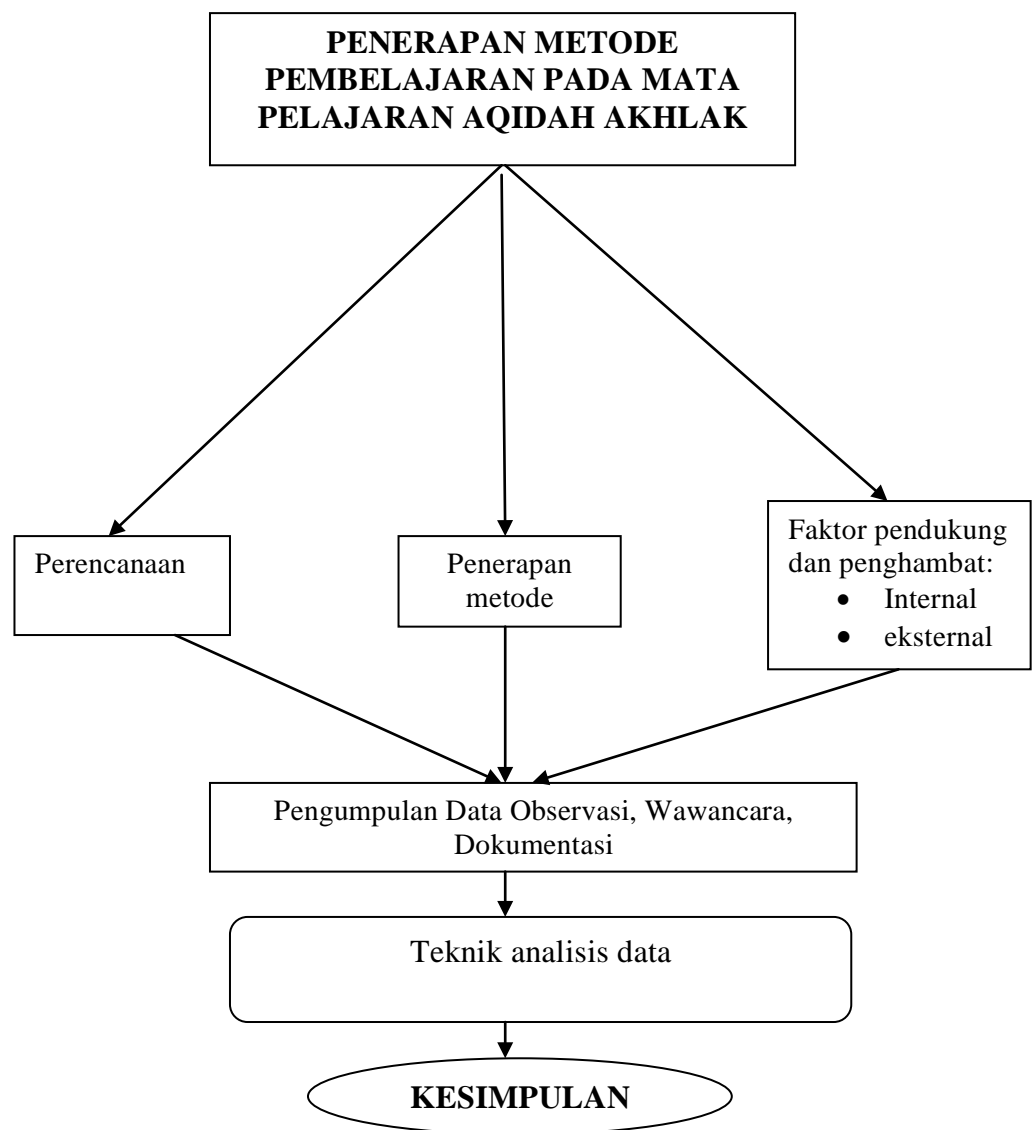 PENERAPAN METODE
PEMBELAJARAN PADA MATA
PELAJARAN AQIDAH AKHLAK
Perencanaan
Penerapan
metode
Faktor pendukung
dan penghambat:
• Internal
• eksternal
Pengumpulan Data Observasi, Wawancara,
Dokumentasi
Teknik analisis data
KESIMPULAN